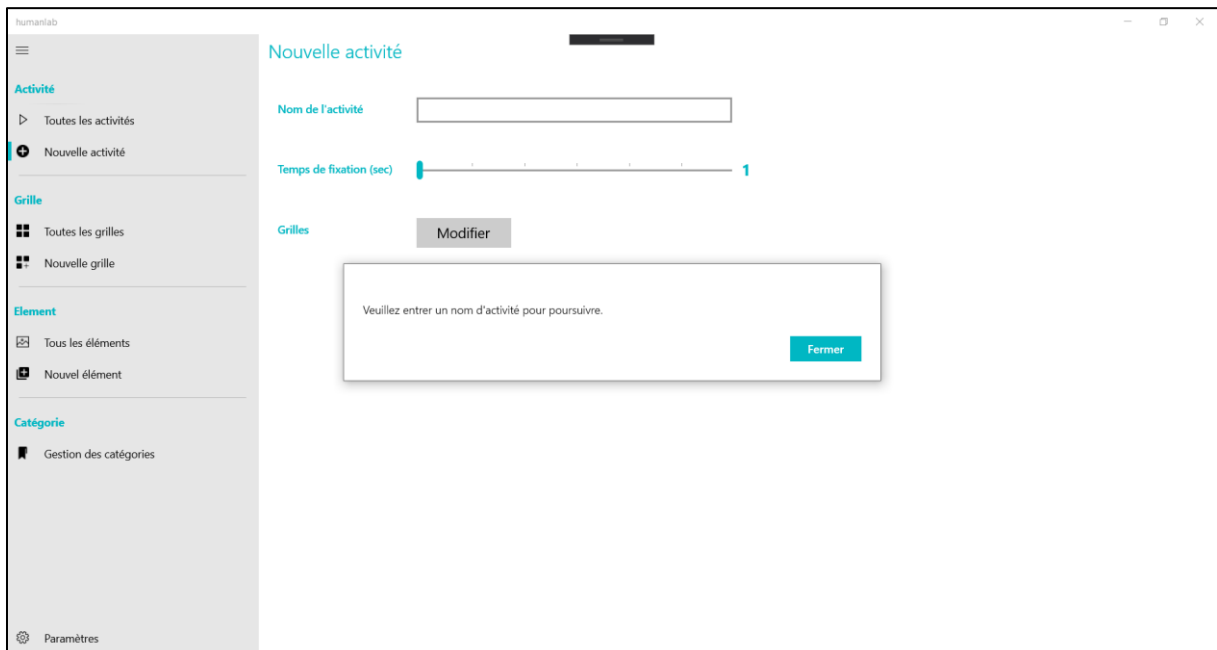 humanlab
Activité
Toutes les activités
Nouvelle activité
Grille
Toutes les grilles
Nouvelle grille
Element
Tous les éléments
Nouvel élément
Catégorie
Gestion des catégories
Paramètres
Nouvelle activité
Nom de l'activité
Temps de fixation (sec)
1
Grilles
Modifier
Veuillez entrer un nom d'activité pour poursuivre.
Fermer